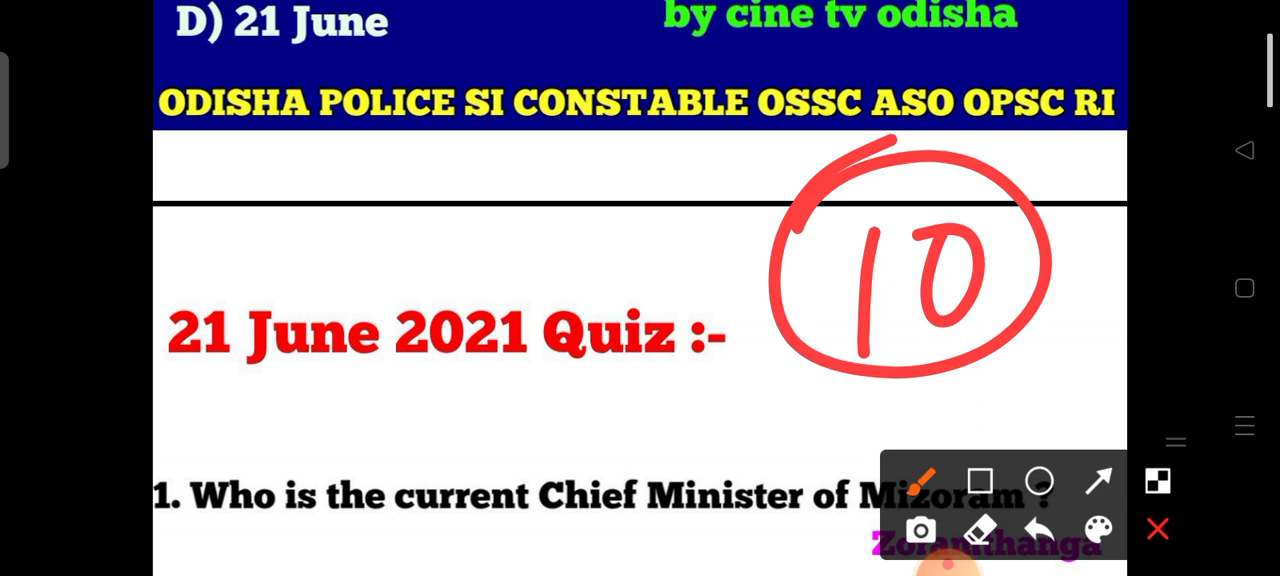 D) 21 June
by cine tv odisha
ODISHA POLICE SI CONSTABLE OSSC ASO OPSC RI
10
21 June 2021 Quiz :-
1. Who is the current Chief Minister of Mizoram ?
Zoramthanga